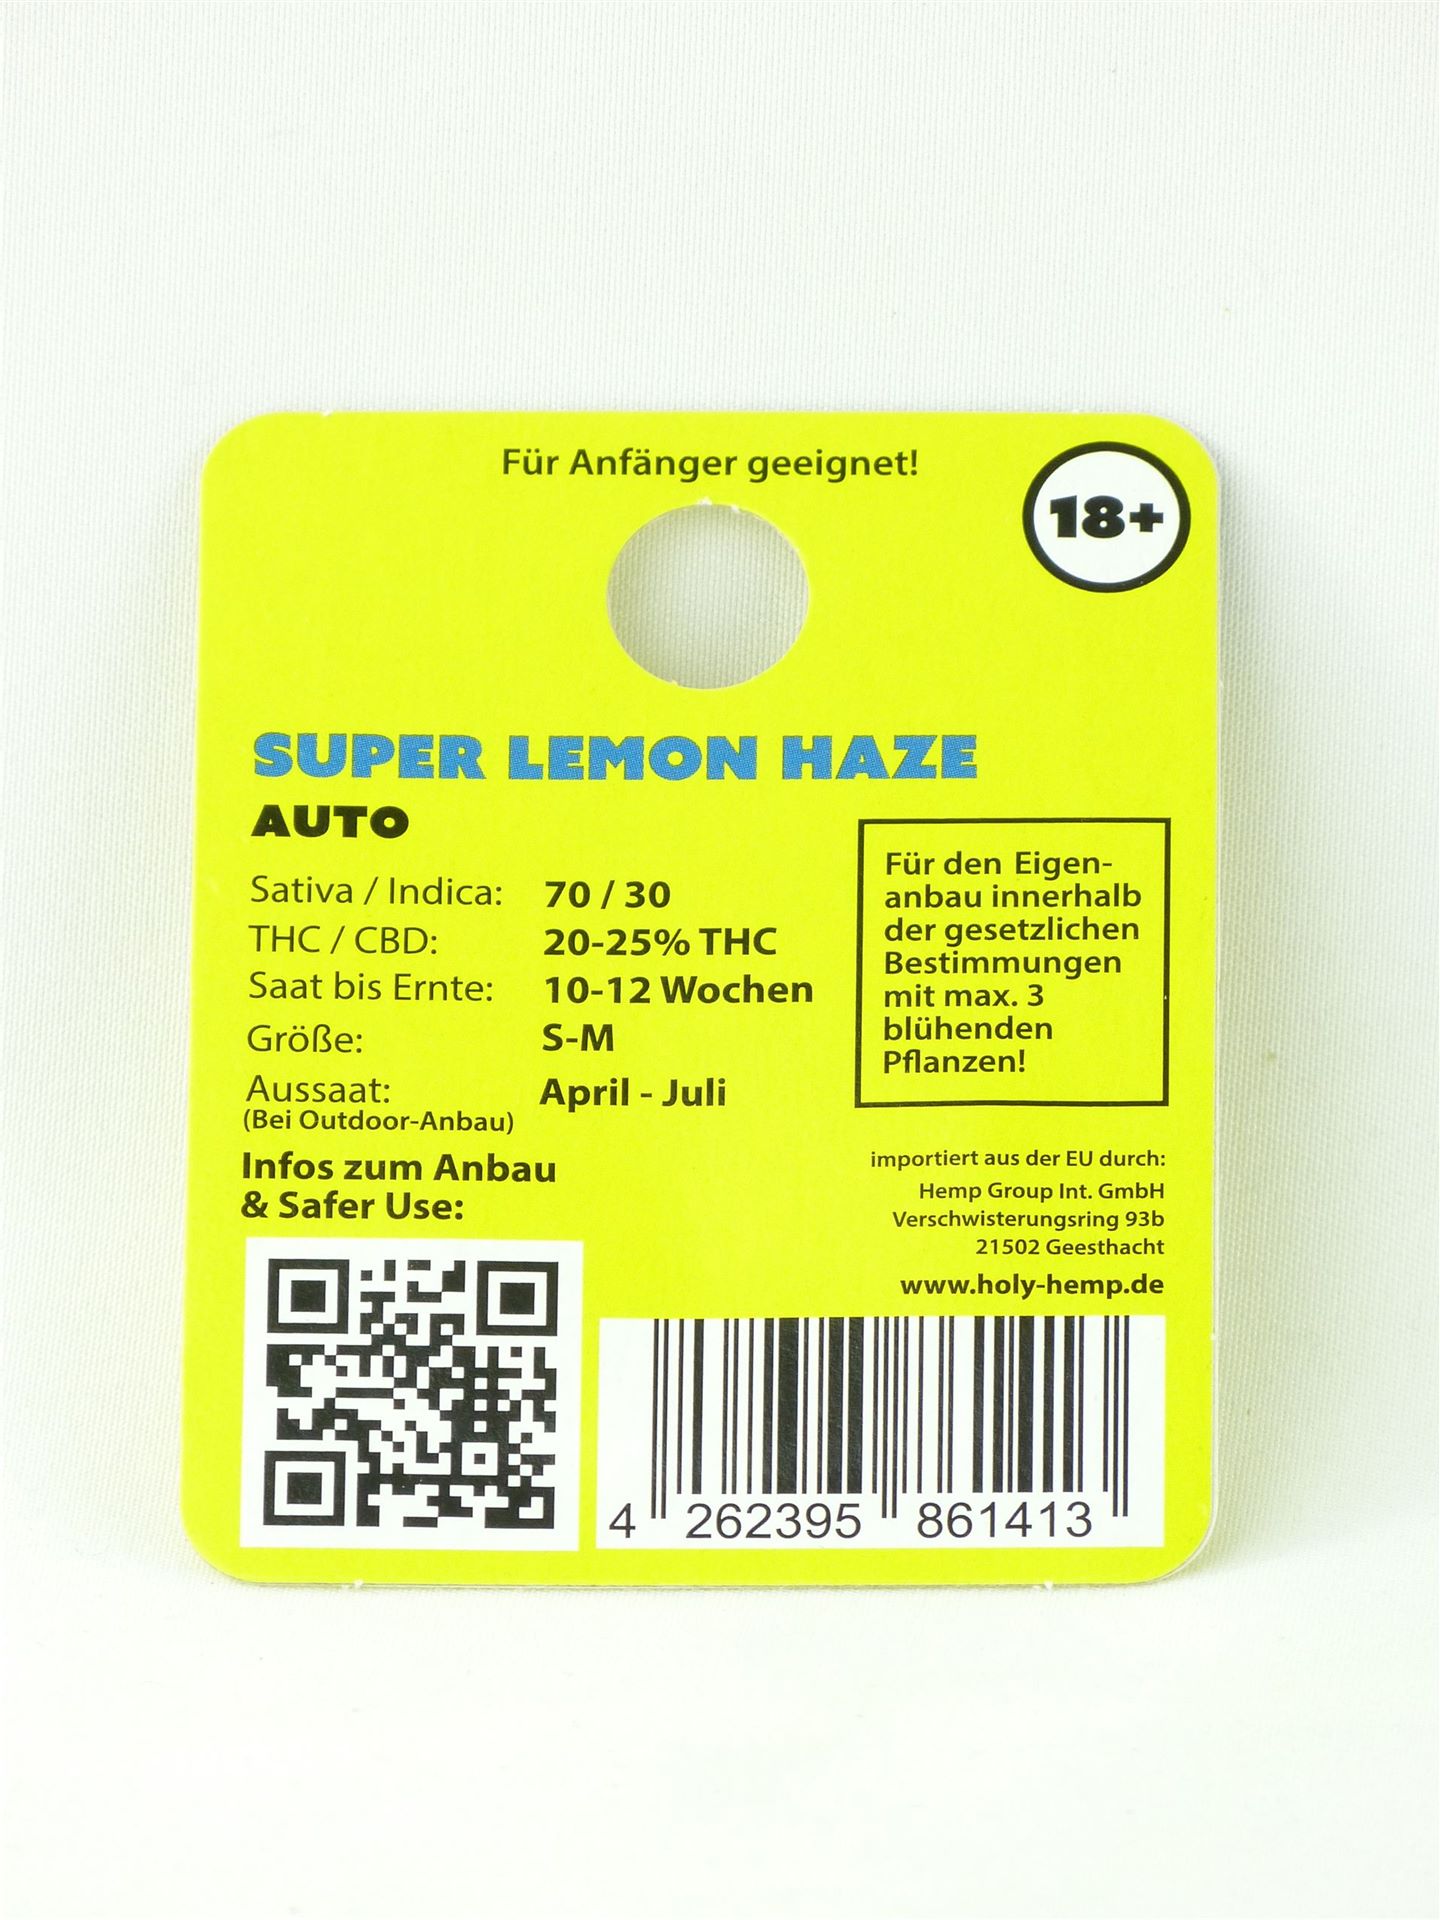 Für Anfänger geeignet!
18+
SUPER LEMON HAZE
AUTO
Sativa / Indica: 70 / 30
THC / CBD: 20-25% THC
Saat bis Ernte: 10-12 Wochen
Größe: S-M
Aussaat: April - Juli
(Bei Outdoor-Anbau)
Für den Eigen-
anbau innerhalb
der gesetzlichen
Bestimmungen
mit max. 3
blühenden
Pflanzen!
Infos zum Anbau
& Safer Use:
importiert aus der EU durch:
Hemp Group Int. GmbH
Verschwisterungsring 93b
21502 Geesthacht
www.holy-hemp.de
4 262395 861413